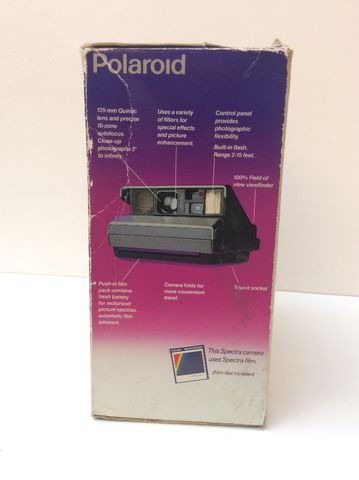 Polaroid
125 mm Quintic
lens and precise
10-zone
autofocus.
Close-up
photographs 2'
to infinity.
Uses a variety
of filters for
special effects
and picture
enhancement.
Control panel
provides
photographic
flexibility
Built-in flash.
Range 2-15 feet.
100% Field of
view viewfinder
Push-in film
pack contains
fresh battery
for motorized
picture ejection,
automatic film
advance.
Camera folds for
more convenient
travel.
Tripod socket
This Spectra camera
uses Spectra film.
(Film Not Included)